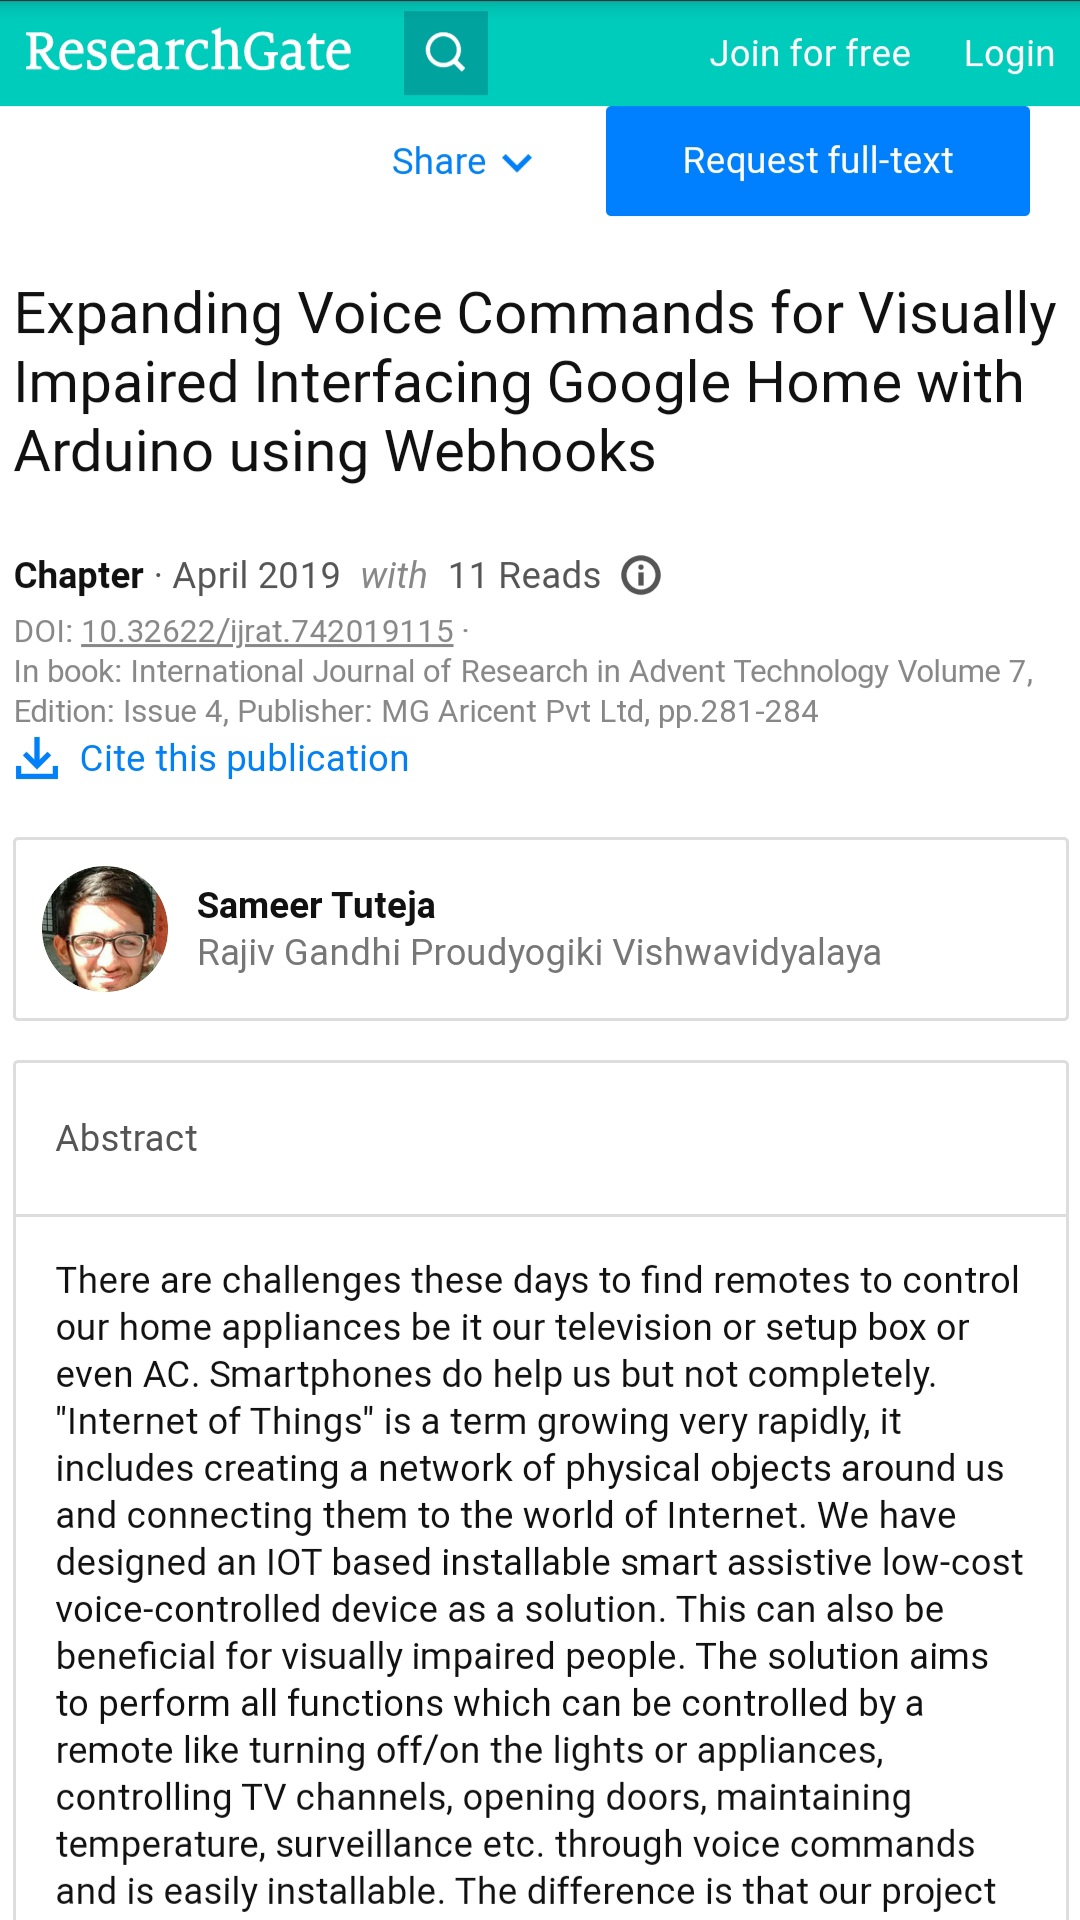 ResearchGate
Join for free Login
Share
Request full-text
Expanding Voice Commands for Visually
Impaired Interfacing Google Home with
Arduino using Webhooks
Chapter · April 2019 with 11 Reads
DOI: 10.32622/ijrat.742019115 ·
In book: International Journal of Research in Advent Technology Volume 7,
Edition: Issue 4, Publisher: MG Aricent Pvt Ltd, pp.281-284
Cite this publication
Sameer Tuteja
Rajiv Gandhi Proudyogiki Vishwavidyalaya
Abstract
There are challenges these days to find remotes to control
our home appliances be it our television or setup box or
even AC. Smartphones do help us but not completely.
"Internet of Things" is a term growing very rapidly, it
includes creating a network of physical objects around us
and connecting them to the world of Internet. We have
designed an IOT based installable smart assistive low-cost
voice-controlled device as a solution. This can also be
beneficial for visually impaired people. The solution aims
to perform all functions which can be controlled by a
remote like turning off/on the lights or appliances,
controlling TV channels, opening doors, maintaining
temperature, surveillance etc. through voice commands
and is easily installable. The difference is that our project